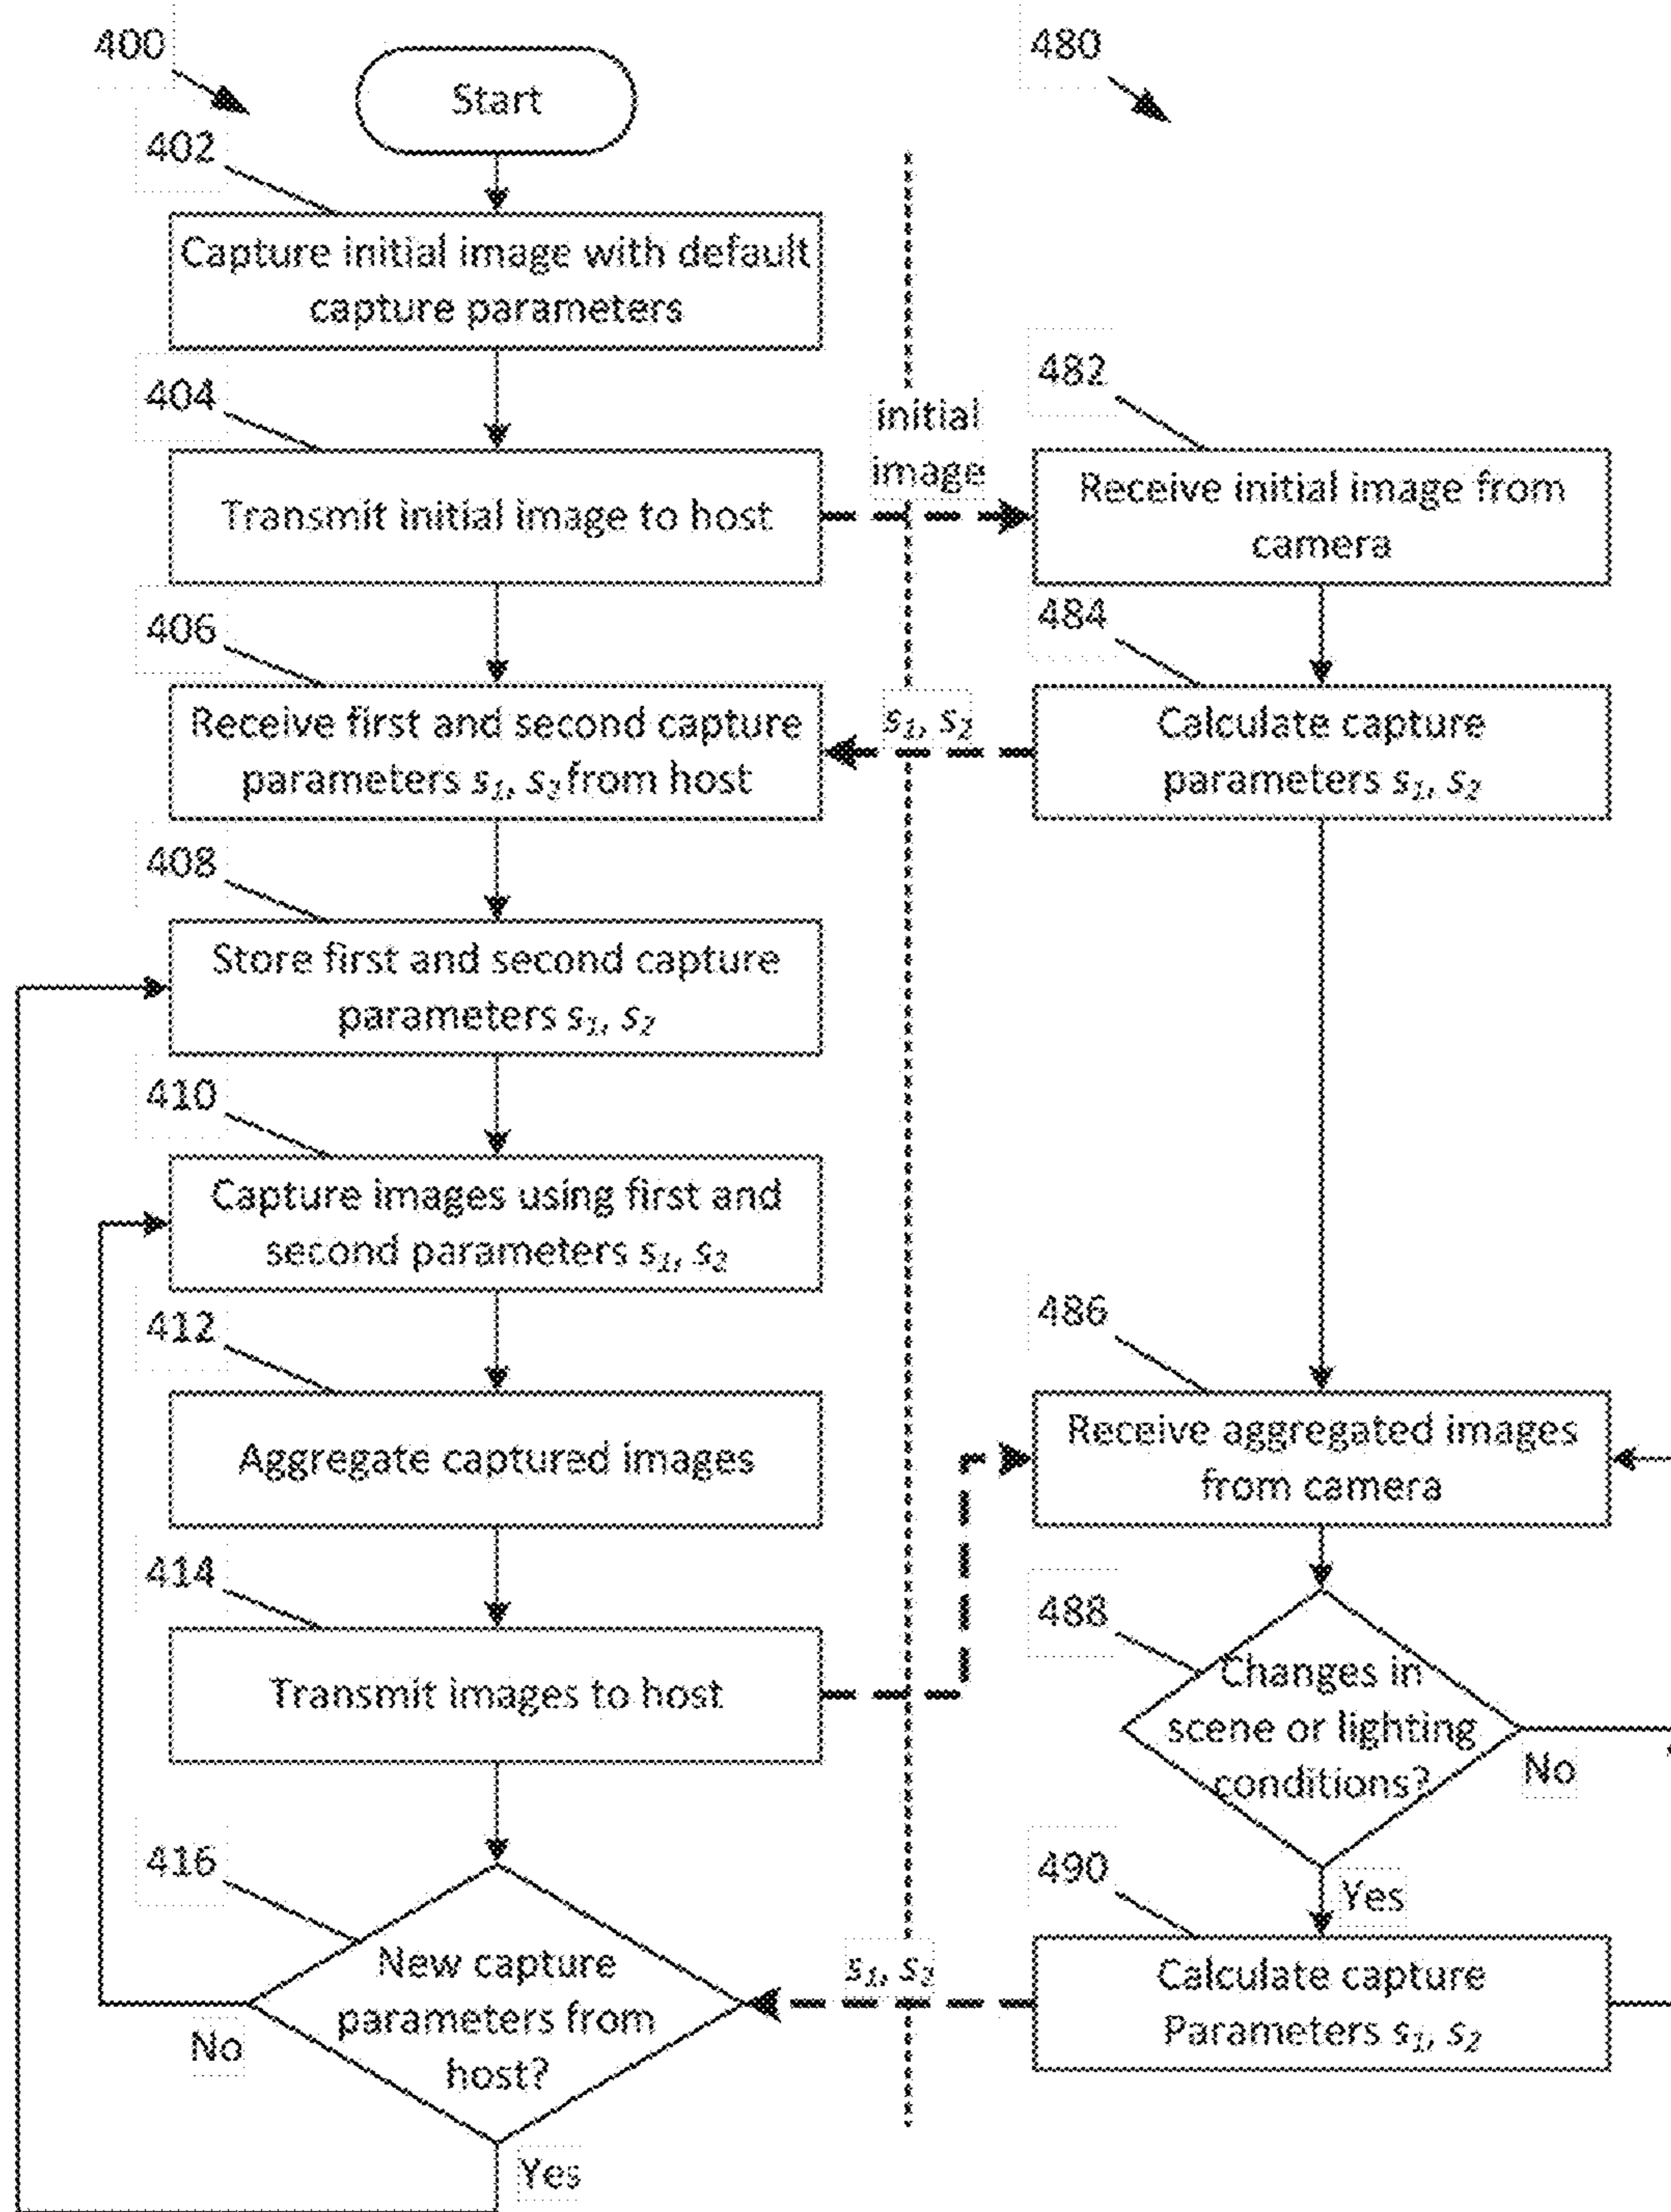 400
Start
402
Capture initial image with default
capture parameters
404
Transmit initial image to host
406
Receive first and second capture
parameters s1, s2 from host
408
Store first and second capture
parameters s1, s2
410
Capture images using first and
second parameters s1, s2
412
Aggregate captured images
414
Transmit images to host
416
New capture
parameters from
host?
No
Yes
initial
image
s1, s2
s1, s2
480
482
Receive initial image from
camera
484
Calculate capture
parameters s1, s2
486
Receive aggregated images
from camera
488
Changes in
scene or lighting
conditions?
No
Yes
490
Calculate capture
Parameters s1, s2